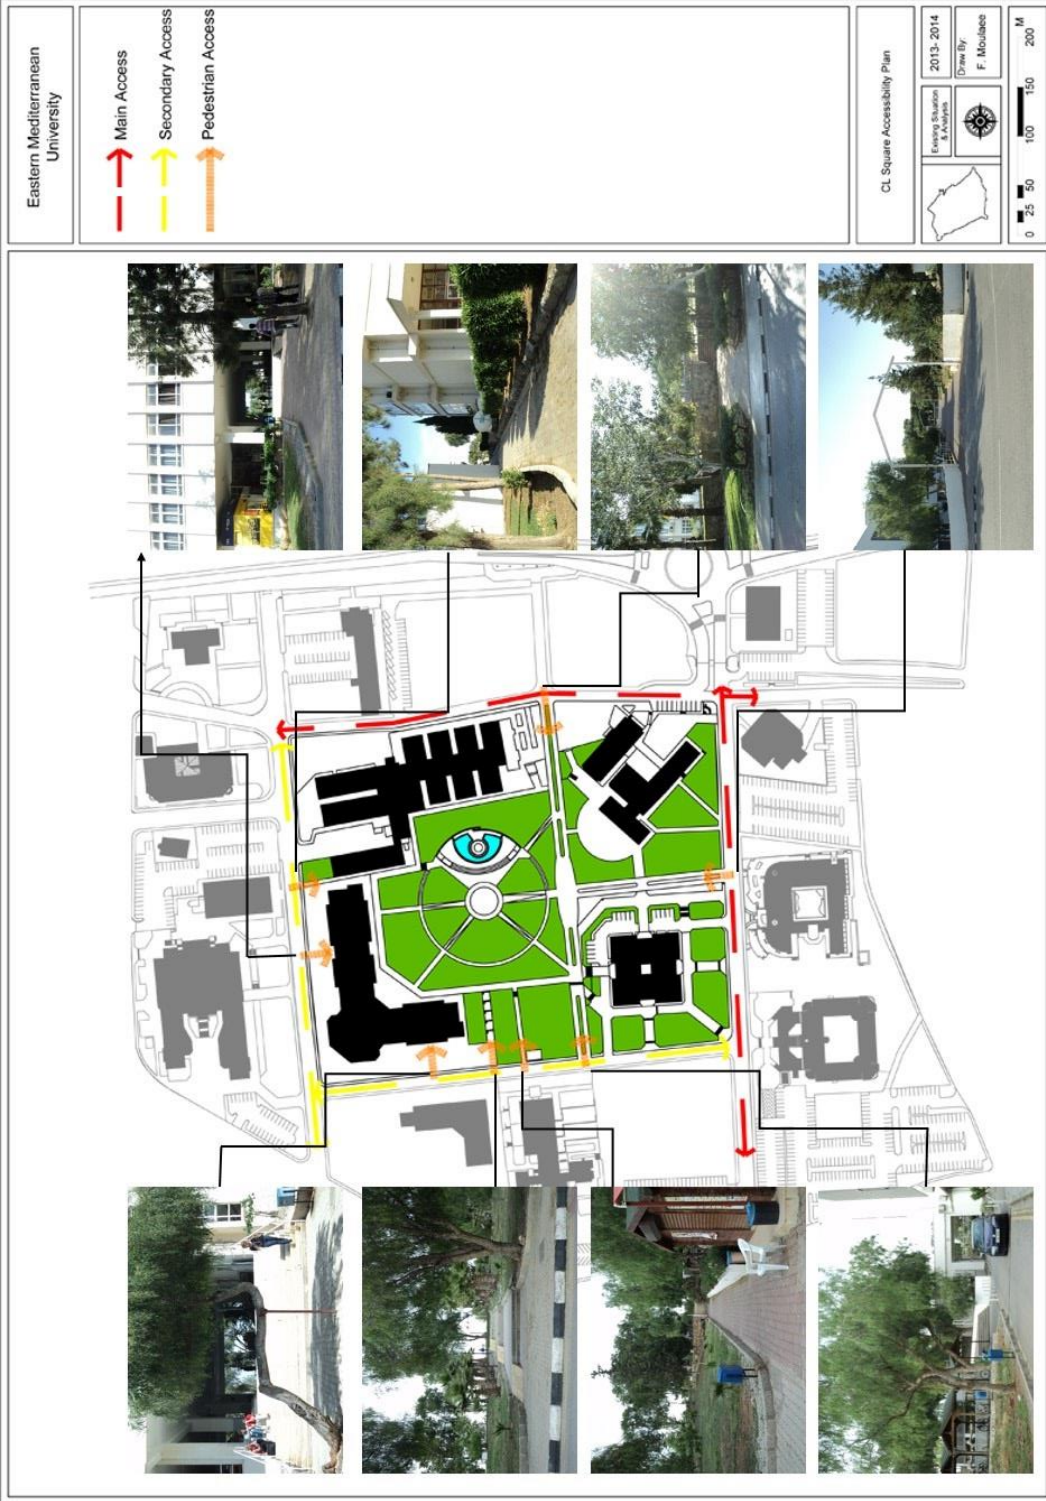 Eastern Mediterranean
University
Main Access
Secondary Access
Pedestrian Access
CL Square Accessibility Plan
Existing Situation
& Analysis
2013- 2014
Draw By:
F. Moulaee
0 25 50 100 150 200
M